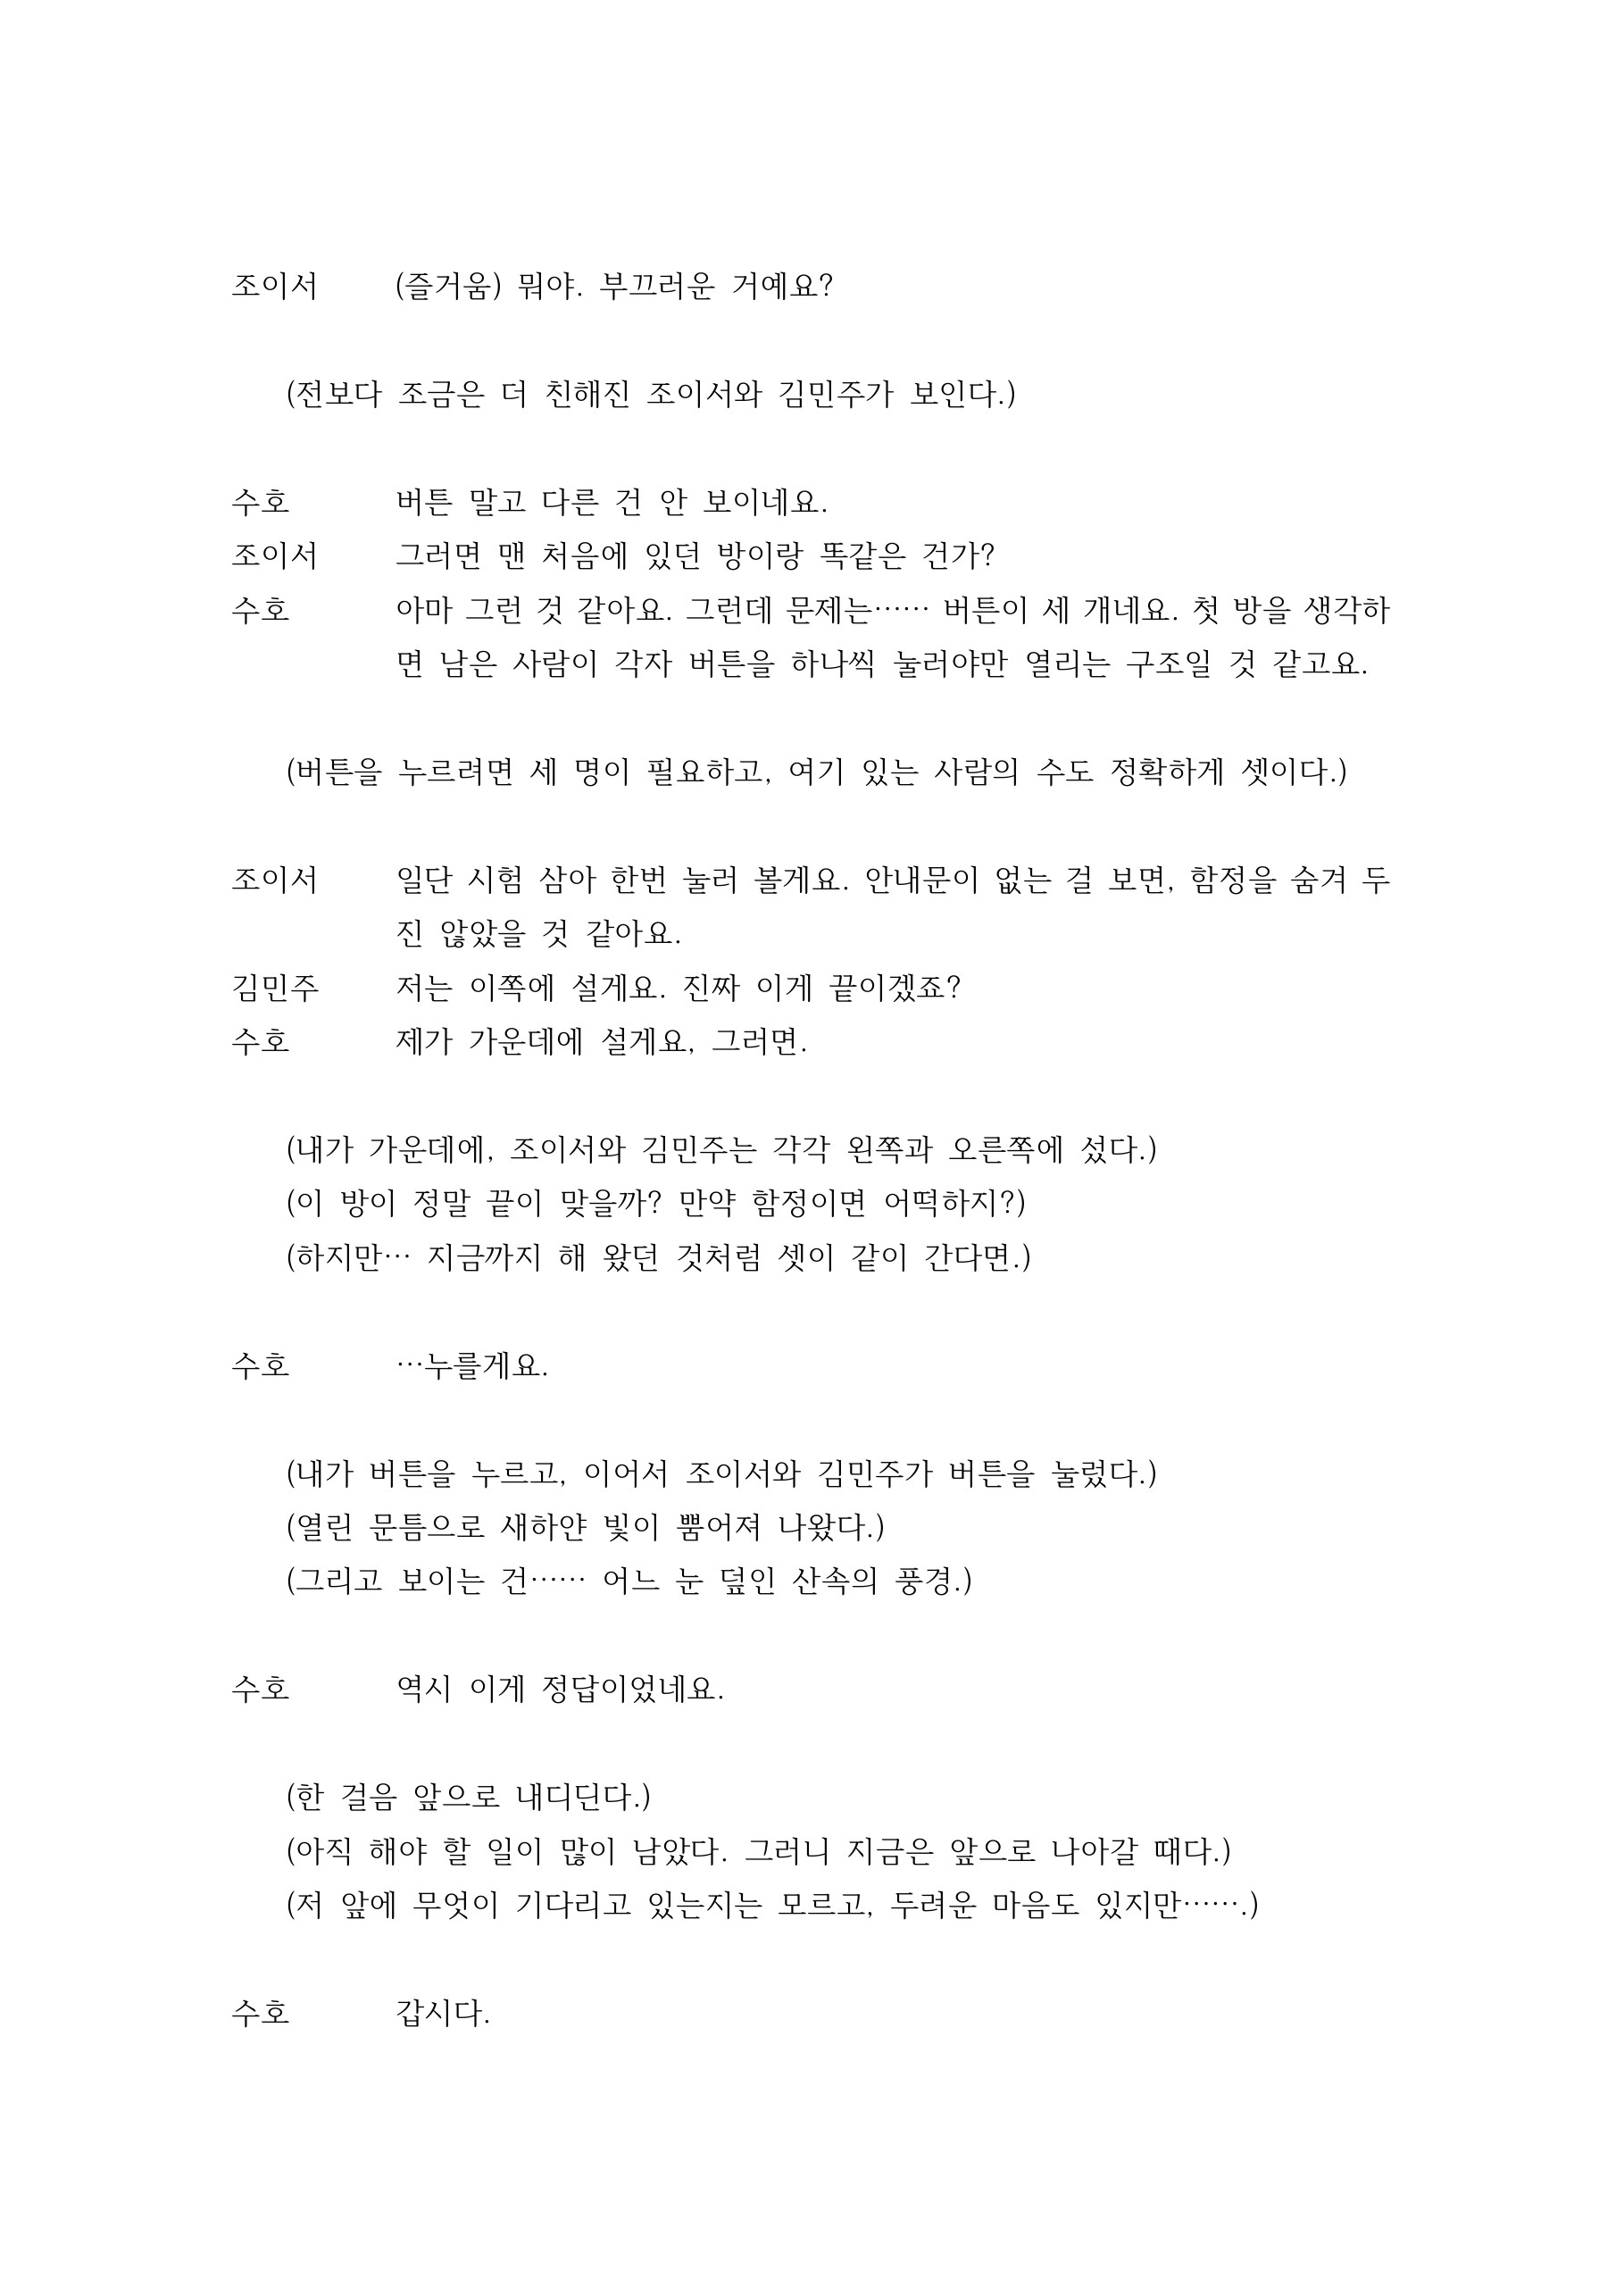 조이서 (즐거움) 뭐야. 부끄러운 거예요?
(전보다 조금은 더 친해진 조이서와 김민주가 보인다.)
수호 버튼 말고 다른 건 안 보이네요.
조이서 그러면 맨 처음에 있던 방이랑 똑같은 건가?
수호 아마 그런 것 같아요. 그런데 문제는…… 버튼이 세 개네요. 첫 방을 생각하
면 남은 사람이 각자 버튼을 하나씩 눌러야만 열리는 구조일 것 같고요.
(버튼을 누르려면 세 명이 필요하고, 여기 있는 사람의 수도 정확하게 셋이다.)
조이서 일단 시험 삼아 한번 눌러 볼게요. 안내문이 없는 걸 보면, 함정을 숨겨 두
진 않았을 것 같아요.
김민주 저는 이쪽에 설게요. 진짜 이게 끝이겠죠?
수호 제가 가운데에 설게요, 그러면.
(내가 가운데에, 조이서와 김민주는 각각 왼쪽과 오른쪽에 섰다.)
(이 방이 정말 끝이 맞을까? 만약 함정이면 어떡하지?)
(하지만… 지금까지 해 왔던 것처럼 셋이 같이 간다면.)
수호 …누를게요.
(내가 버튼을 누르고, 이어서 조이서와 김민주가 버튼을 눌렀다.)
(열린 문틈으로 새하얀 빛이 뿜어져 나왔다.)
(그리고 보이는 건…… 어느 눈 덮인 산속의 풍경.)
수호 역시 이게 정답이었네요.
(한 걸음 앞으로 내디딘다.)
(아직 해야 할 일이 많이 남았다. 그러니 지금은 앞으로 나아갈 때다.)
(저 앞에 무엇이 기다리고 있는지는 모르고, 두려운 마음도 있지만…….)
수호 갑시다.